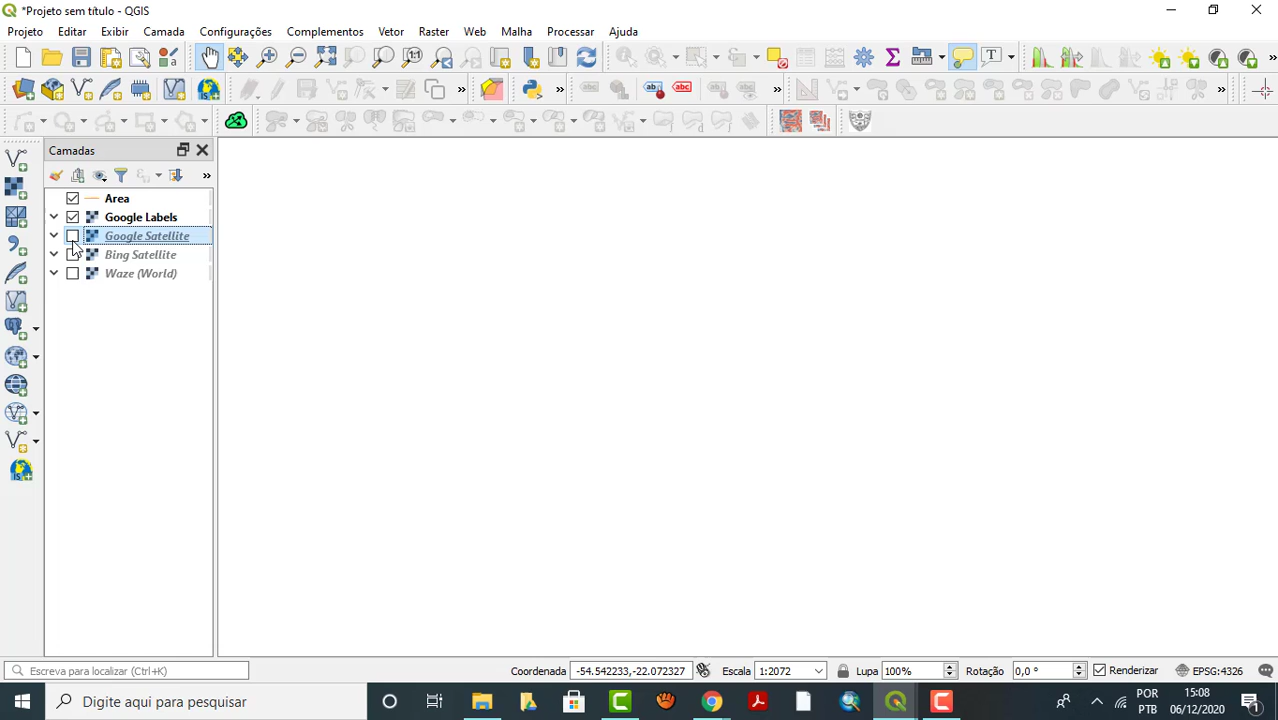 *Projeto sem título - QGIS
Projeto Editar Exibir Camada Configurações Complementos Vetor Raster Web Malha Processar Ajuda
Camadas
Area
Google Labels
Google Satellite
Bing Satellite
Waze (World)
Escreva para localizar (Ctrl+K) Coordenada -54.542233,-22.072327 Escala 1:2072 Lupa 100% Rotação 0,0 ° Renderizar EPSG:4326
Digite aqui para pesquisar
POR 15:08
PTB 06/12/2020